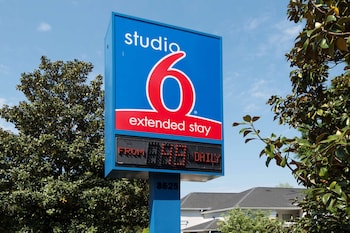 studio
6
extended stay
FROM DAILY